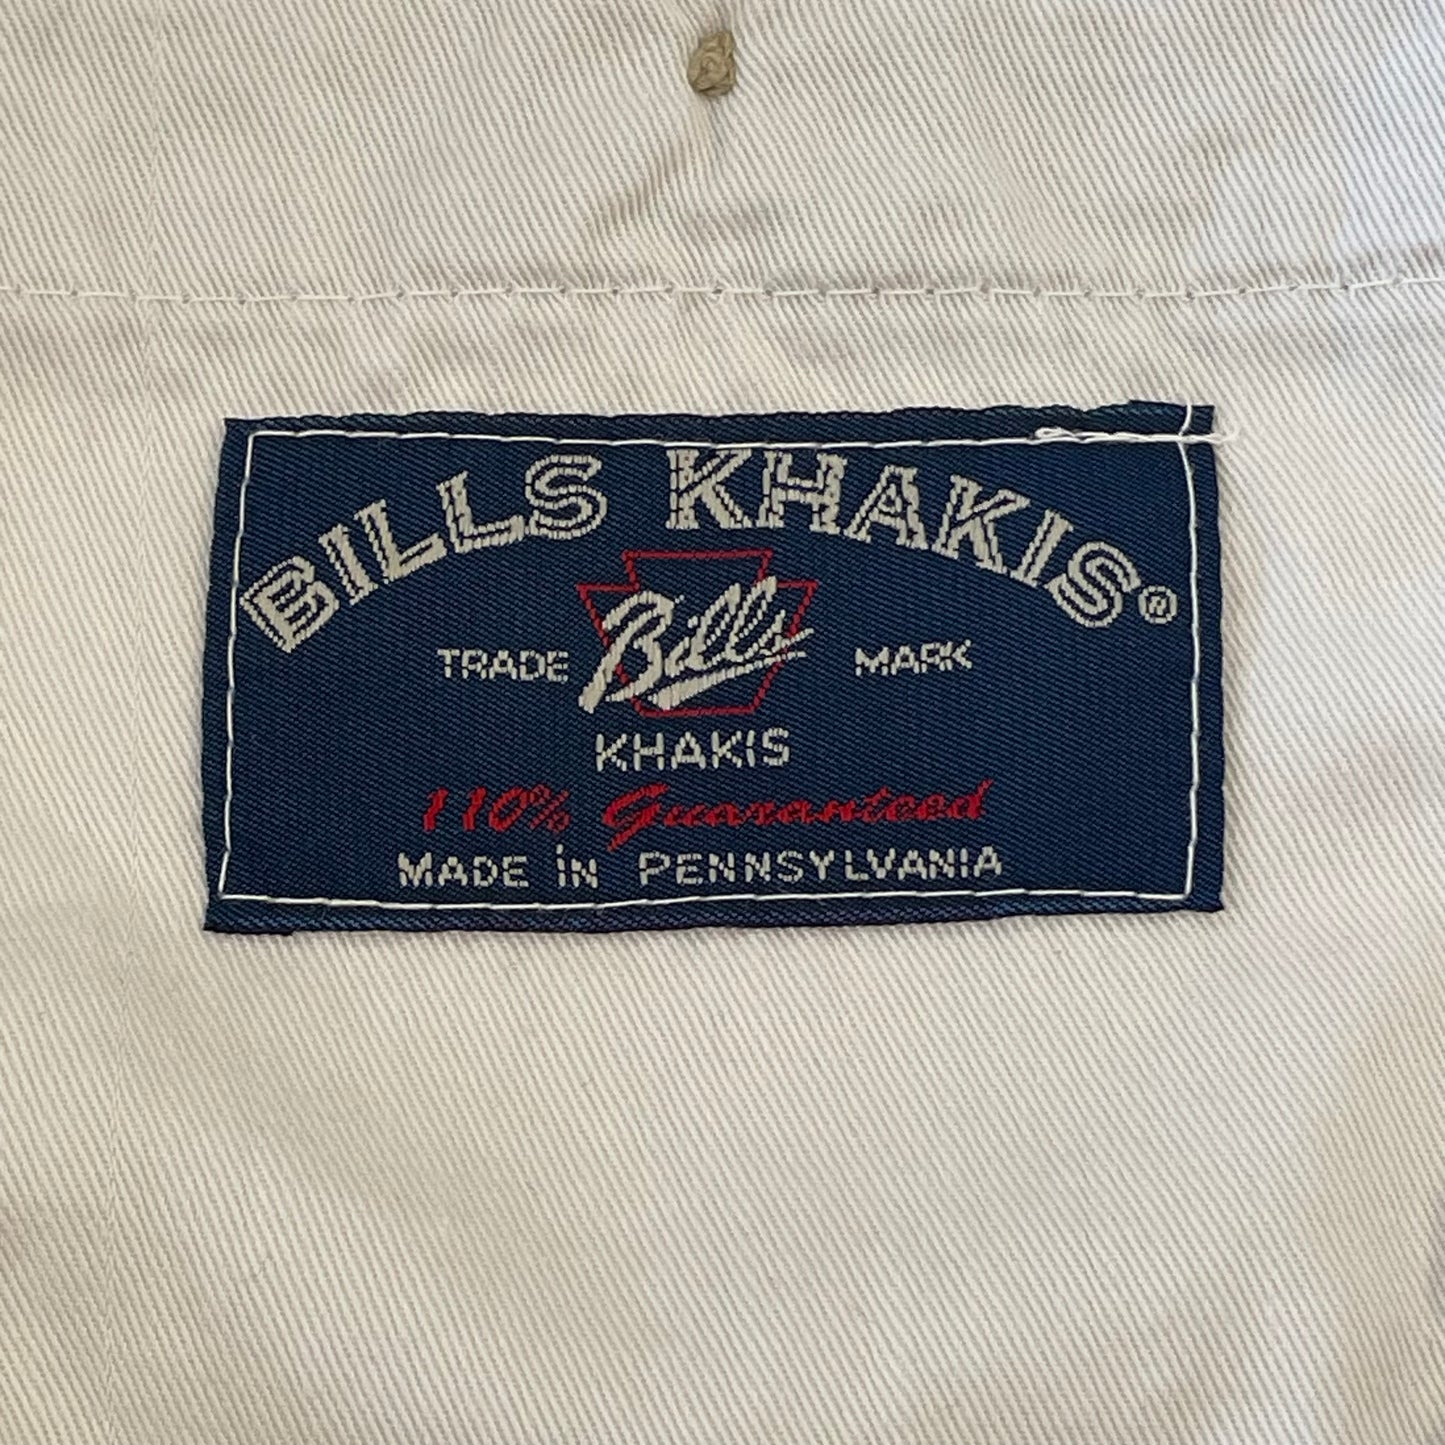 BILLS KHAKIS®
TRADE Bills MARK
KHAKIS
110% Guaranteed
MADE iN PENNSYLVANIA